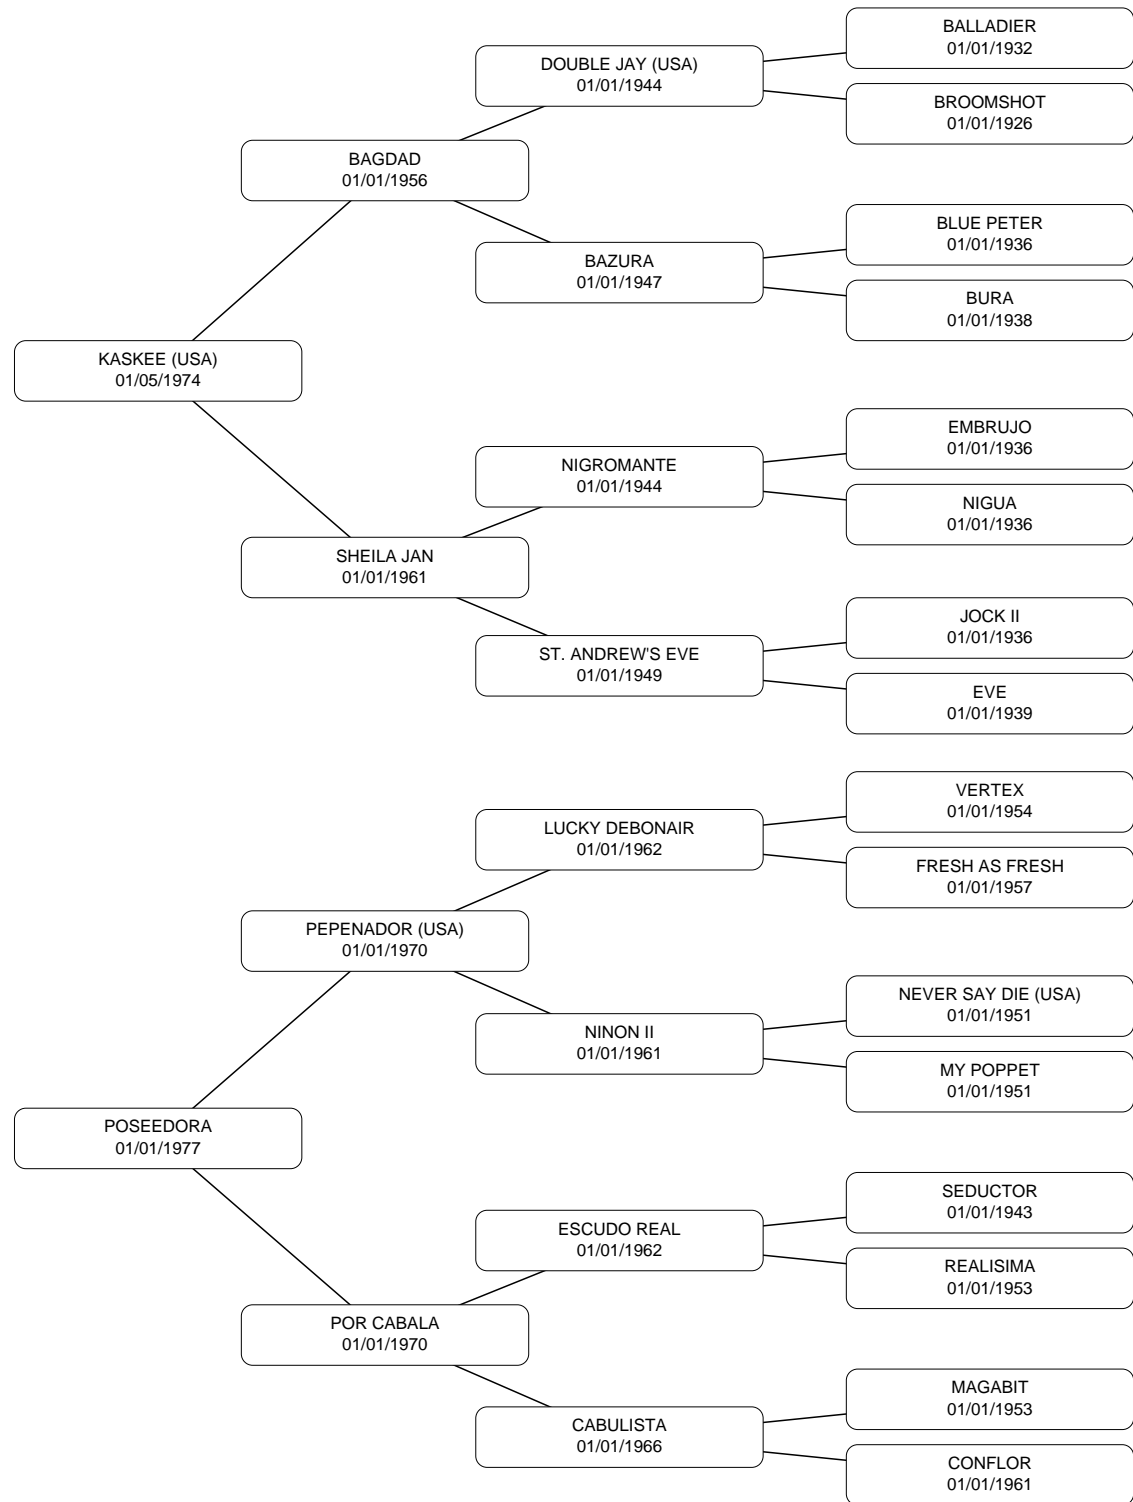 BALLADIER
01/01/1932
DOUBLE JAY (USA)
01/01/1944
BROOMSHOT
01/01/1926
BAGDAD
01/01/1956
BLUE PETER
01/01/1936
BAZURA
01/01/1947
BURA
01/01/1938
KASKEE (USA)
01/05/1974
EMBRUJO
01/01/1936
NIGROMANTE
01/01/1944
NIGUA
01/01/1936
SHEILA JAN
01/01/1961
JOCK II
01/01/1936
ST. ANDREW'S EVE
01/01/1949
EVE
01/01/1939
VERTEX
01/01/1954
LUCKY DEBONAIR
01/01/1962
FRESH AS FRESH
01/01/1957
PEPENADOR (USA)
01/01/1970
NEVER SAY DIE (USA)
01/01/1951
NINON II
01/01/1961
MY POPPET
01/01/1951
POSEEDORA
01/01/1977
SEDUCTOR
01/01/1943
ESCUDO REAL
01/01/1962
REALISIMA
01/01/1953
POR CABALA
01/01/1970
MAGABIT
01/01/1953
CABULISTA
01/01/1966
CONFLOR
01/01/1961